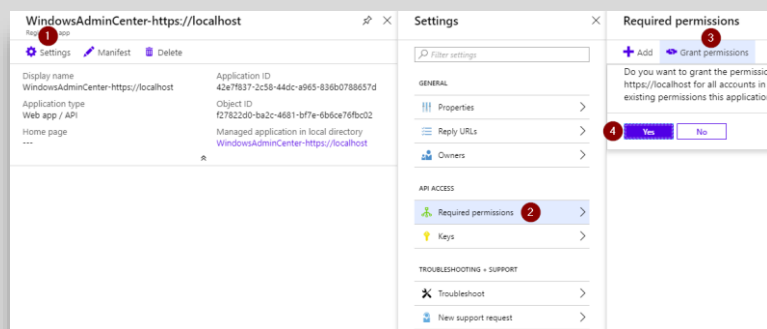 WindowsAdminCenter-https://localhost
Registered app
1
Settings Manifest Delete
Display name
WindowsAdminCenter-https://localhost
Application type
Web app / API
Home page
---
Application ID
42e7f837-2c58-44dc-a965-836b0788657d
Object ID
f27822d0-ba2c-4681-bf7e-6b6ce76fbc02
Managed application in local directory
WindowsAdminCenter-https://localhost
Settings
Filter settings
GENERAL
Properties
Reply URLs
Owners
API ACCESS
Required permissions 2
Keys
TROUBLESHOOTING + SUPPORT
Troubleshoot
New support request
Required permissions
3
Add Grant permissions
Do you want to grant the permissio
https://localhost for all accounts in
existing permissions this application
4 Yes No